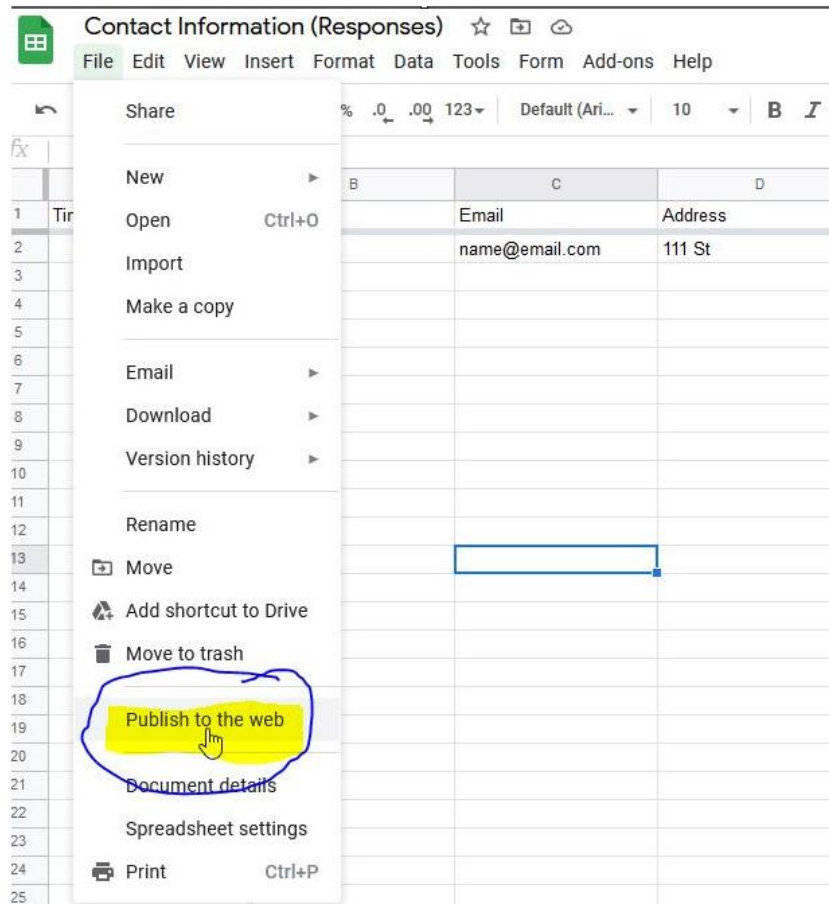 Contact Information (Responses)
File Edit View Insert Format Data Tools Form Add-ons Help
% .0 .00 123 Default (Ari... 10 B I
fx
Share
New
Open Ctrl+O
Import
Make a copy
Email
Download
Version history
Rename
Move
Add shortcut to Drive
Move to trash
Publish to the web
Document details
Spreadsheet settings
Print Ctrl+P
B C D
1 Tir Email Address
2 name@email.com 111 St
3
4
5
6
7
8
9
10
11
12
13
14
15
16
17
18
19
20
21
22
23
24
25